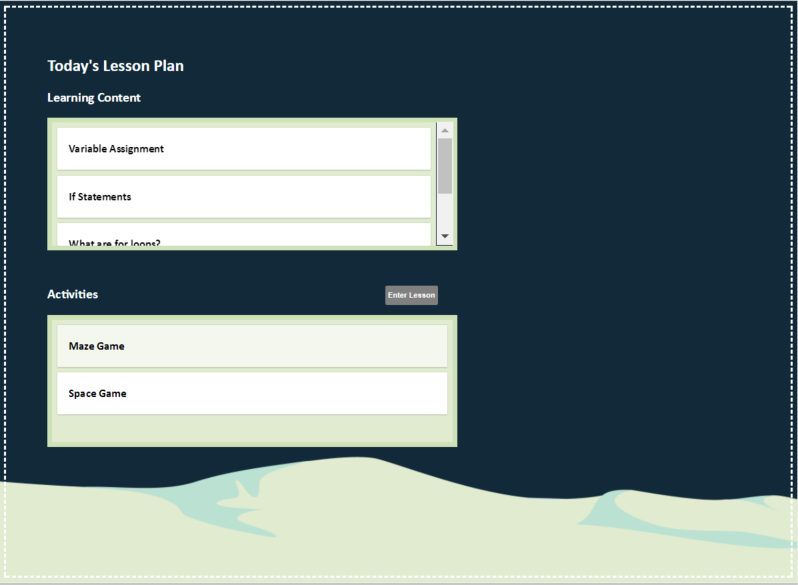 Today's Lesson Plan
Learning Content
Variable Assignment
If Statements
What are for loops?
Activities
Enter Lesson
Maze Game
Space Game